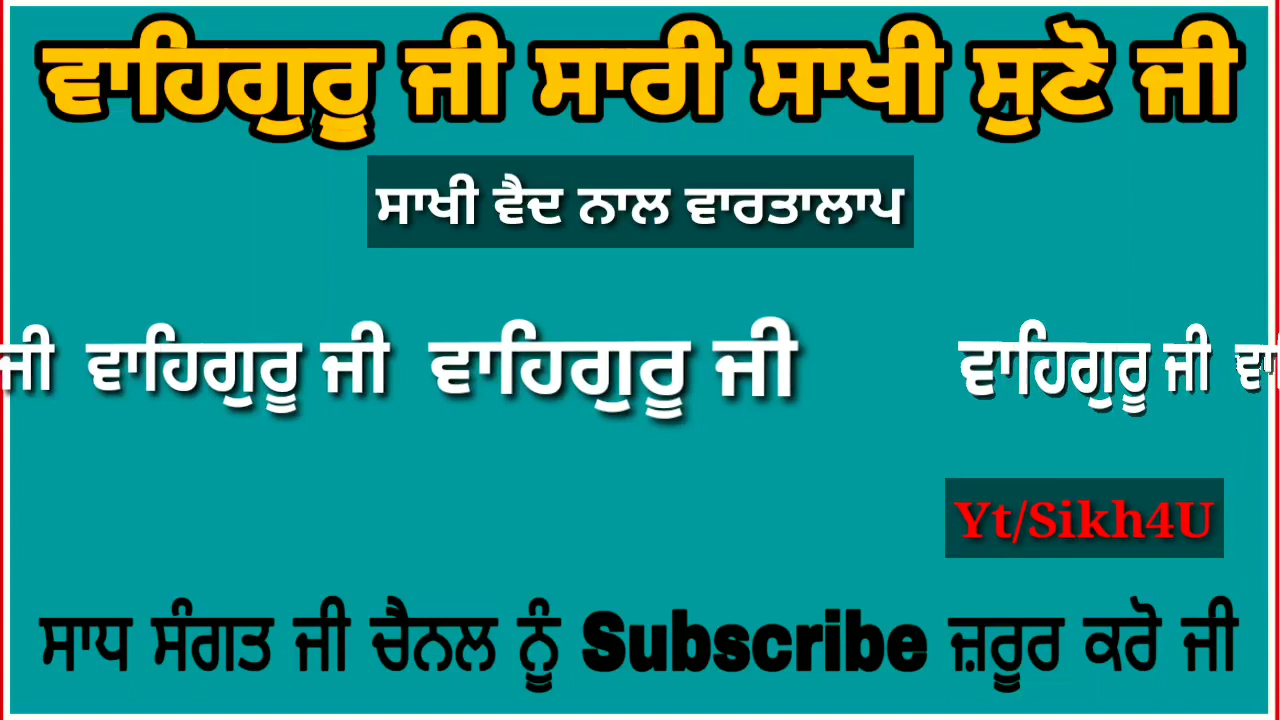 ਵਾਹਿਗੁਰੂ ਜੀ ਸਾਰੀ ਸਾਖੀ ਸੁਣੋ ਜੀ
ਸਾਖੀ ਵੈਦ ਨਾਲ ਵਾਰਤਾਲਾਪ
ਜੀ ਵਾਹਿਗੁਰੂ ਜੀ ਵਾਹਿਗੁਰੂ ਜੀ ਵਾਹਿਗੁਰੂ ਜੀ
Yt/Sikh4U
ਸਾਧ ਸੰਗਤ ਜੀ ਚੈਨਲ ਨੂੰ Subscribe ਜ਼ਰੂਰ ਕਰੋ ਜੀ